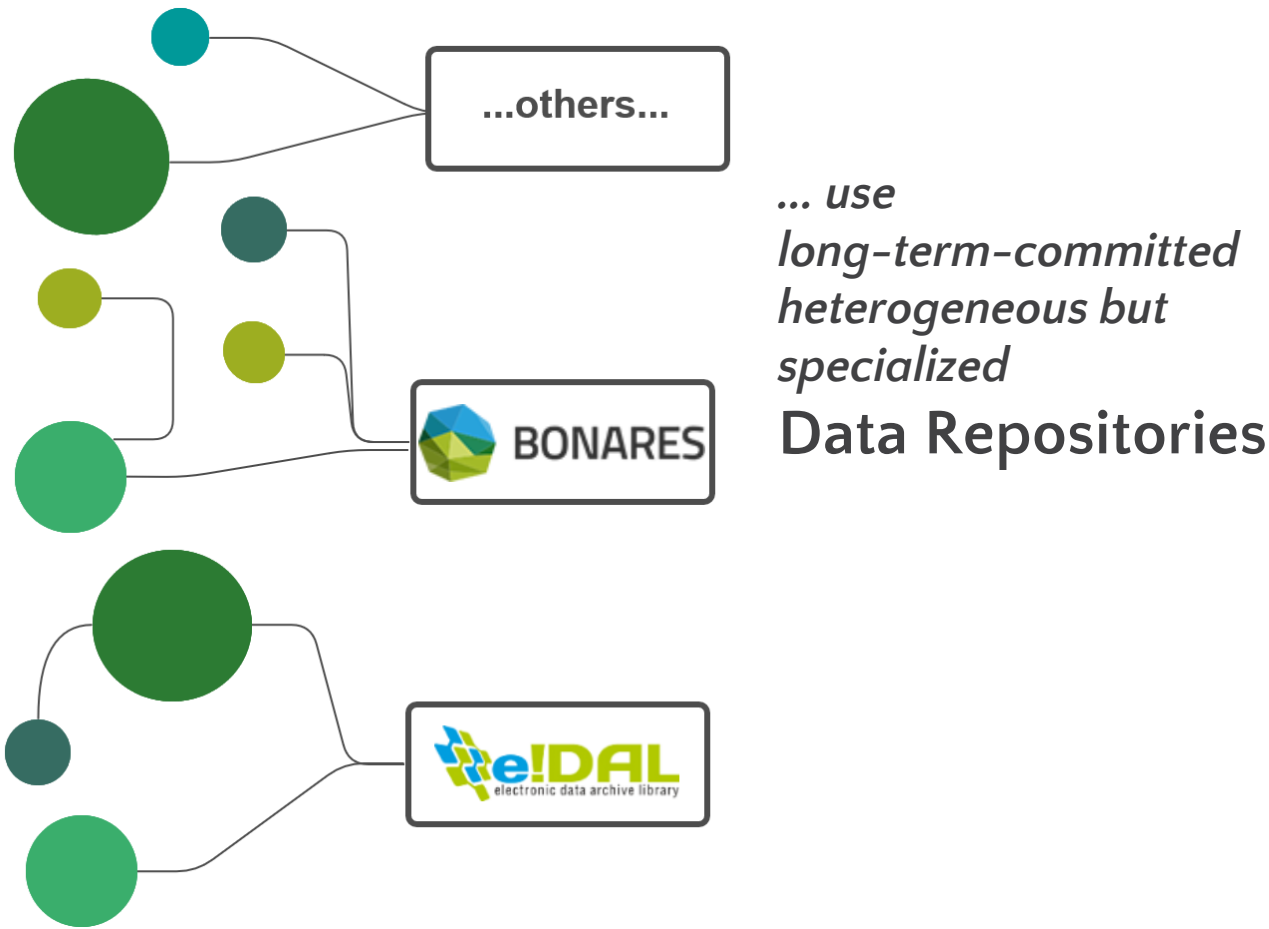 ...others...
... use
long-term-committed
heterogeneous but
specialized
Data Repositories
BONARES
e!DAL
electronic data archive library